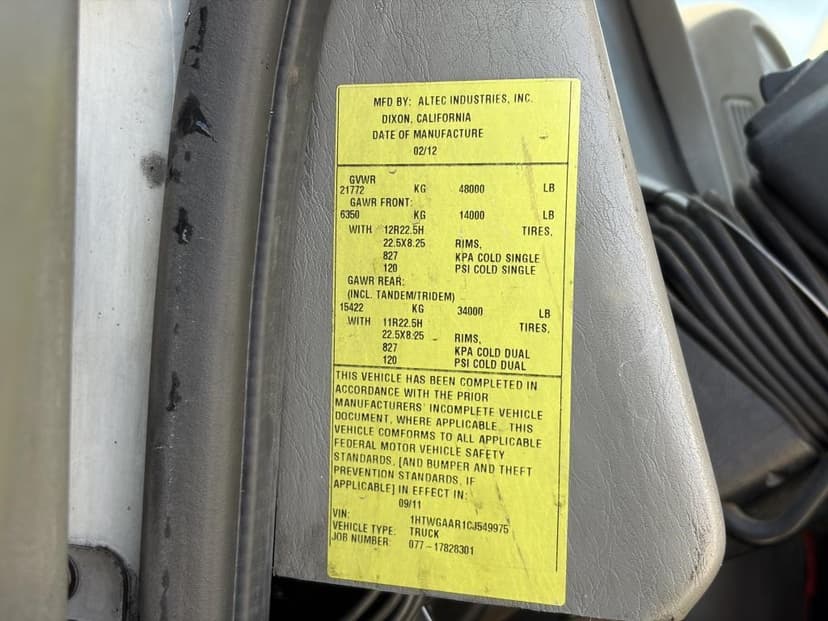 MFD BY: ALTEC INDUSTRIES, INC.
DIXON, CALIFORNIA
DATE OF MANUFACTURE
02/12
GVWR
21772 KG 48000 LB
GAWR FRONT:
6350 KG 14000 LB
WITH 12R22.5H TIRES,
22.5X8.25 RIMS,
827 KPA COLD SINGLE
120 PSI COLD SINGLE
GAWR REAR:
(INCL. TANDEM/TRIDEM)
15422 KG 34000 LB
WITH 11R22.5H TIRES,
22.5X8.25 RIMS,
827 KPA COLD DUAL
120 PSI COLD DUAL
THIS VEHICLE HAS BEEN COMPLETED IN
ACCORDANCE WITH THE PRIOR
MANUFACTURERS' INCOMPLETE VEHICLE
DOCUMENT, WHERE APPLICABLE. THIS
VEHICLE COMFORMS TO ALL APPLICABLE
FEDERAL MOTOR VEHICLE SAFETY
STANDARDS, [AND BUMPER AND THEFT
PREVENTION STANDARDS, IF
APPLICABLE] IN EFFECT IN:
09/11
VIN: 1HTWGAAR1CJ549975
VEHICLE TYPE: TRUCK
JOB NUMBER: 077-17828301